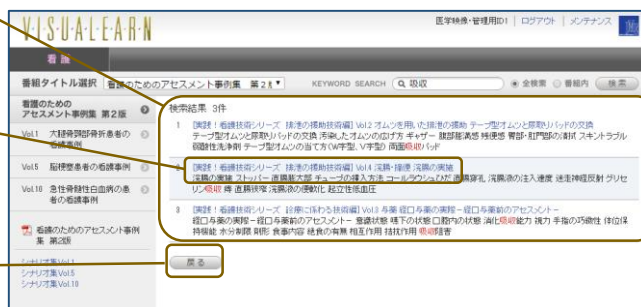 V·I·S·U·A·L·E·A·R·N
医学映像・管理用ID1 | ログアウト | メンテナンス
看護
番組タイトル選択 看護のためのアセスメント事例集 第2版
KEYWORD SEARCH 吸収 全検索 番組内 検索
看護のための
アセスメント事例集 第2版
Vol.1 大腿骨頸部骨折患者の
看護事例
Vol.5 脳梗塞患者の看護事例
Vol.10 急性骨髄性白血病の患
者の看護事例
看護のためのアセスメント事例
集 第2版
シナリオ集Vol.1
シナリオ集Vol.5
シナリオ集Vol.10
検索結果 3件
1 [実践!看護技術シリーズ 排泄の援助技術編] Vol.2 オムツを用いた排泄の援助 テープ型オムツと尿取りパッドの交換
テープ型オムツと尿取りパッドの交換 汚染したオムツの広げ方 ギャザー 腹部膨満感 残便感 臀部・肛門部の清拭 スキントラブル
弱酸性洗浄剤 テープ型オムツの当て方(W字型、V字型) 両面吸収パッド
2 [実践!看護技術シリーズ 排泄の援助技術編] Vol.4 浣腸・摘便 浣腸の実施
浣腸の実施 ストッパー 直腸膨大部 チューブの挿入方法 コールラウシュひだ 直腸穿孔 浣腸液の注入速度 迷走神経反射 グリセ
リン吸収 痔 直腸狭窄 浣腸液の便軟化 起立性低血圧
3 [実践!看護技術シリーズ 診療に係わる技術編] Vol.3 与薬 経口与薬の実際-経口与薬前のアセスメント-
経口与薬の実際-経口与薬前のアセスメント- 意識状態 嚥下の状態 口腔内の状態 消化吸収能力 視力 手指の巧緻性 体位保
持機能 水分制限 剤形 食事内容 絶食の有無 相互作用 拮抗作用 吸収阻害
戻る